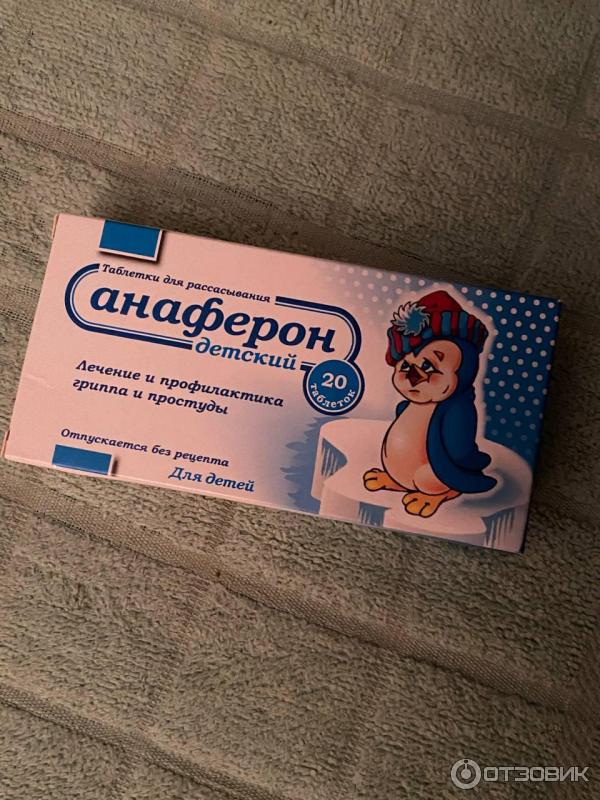 Таблетки для рассасывания
анаферон
детский
20
таблеток
Лечение и профилактика
гриппа и простуды
Отпускается без рецепта
Для детей
ОТЗОВИК